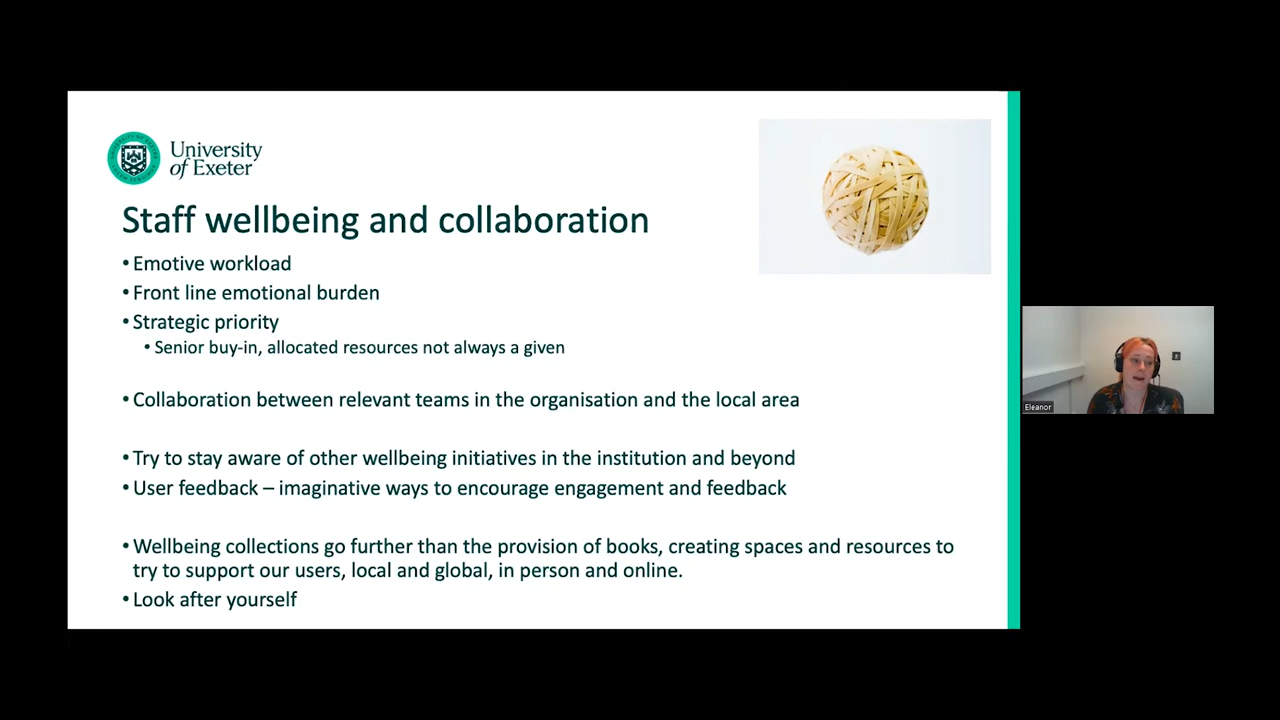 University
of Exeter
Staff wellbeing and collaboration
• Emotive workload
• Front line emotional burden
• Strategic priority
• Senior buy-in, allocated resources not always a given
• Collaboration between relevant teams in the organisation and the local area
• Try to stay aware of other wellbeing initiatives in the institution and beyond
• User feedback – imaginative ways to encourage engagement and feedback
• Wellbeing collections go further than the provision of books, creating spaces and resources to
try to support our users, local and global, in person and online.
• Look after yourself
Eleanor